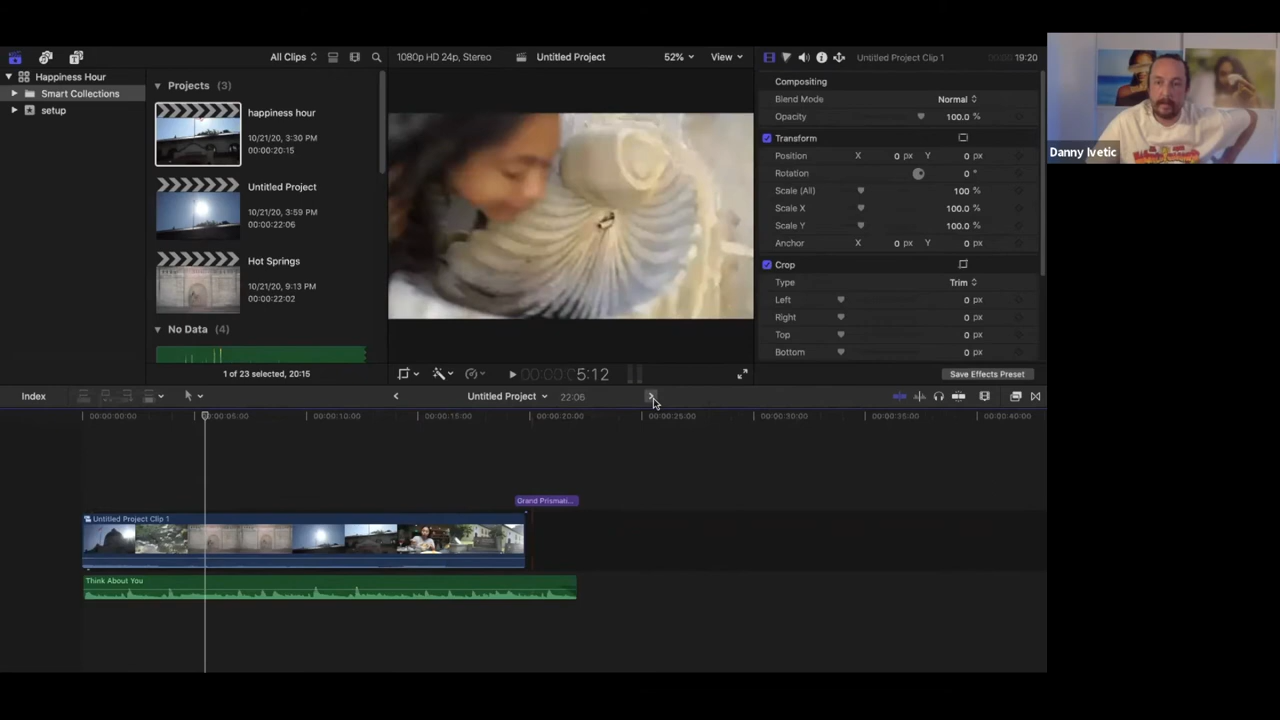 All Clips
1080p HD 24p, Stereo
Untitled Project
52%
View
Untitled Project Clip 1
19:20
Happiness Hour
Smart Collections
setup
Projects (3)
happiness hour
10/21/20, 3:30 PM
00:00:20:15
Untitled Project
10/21/20, 3:59 PM
00:00:22:06
Hot Springs
10/21/20, 9:13 PM
00:00:22:02
No Data (4)
1 of 23 selected, 20:15
00:00:00:05:12
Compositing
Blend Mode Normal
Opacity 100.0 %
Transform
Position X 0 px Y 0 px
Rotation 0 °
Scale (All) 100 %
Scale X 100.0 %
Scale Y 100.0 %
Anchor X 0 px Y 0 px
Crop
Type Trim
Left 0 px
Right 0 px
Top 0 px
Bottom 0 px
Save Effects Preset
Danny Ivetic
Index
Untitled Project
22:06
00:00:00:00
00:00:05:00
00:00:10:00
00:00:15:00
00:00:20:00
00:00:25:00
00:00:30:00
00:00:35:00
00:00:40:00
Grand Prismati...
Untitled Project Clip 1
Think About You